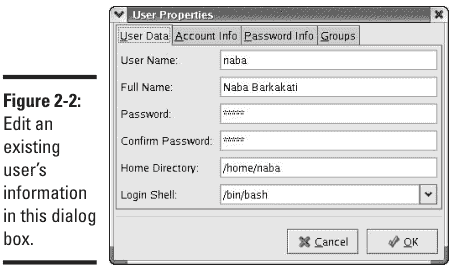 User Properties
User Data Account Info Password Info Groups
User Name: naba
Full Name: Naba Barkakati
Password: *****
Confirm Password: *****
Home Directory: /home/naba
Login Shell: /bin/bash
Cancel OK
Figure 2-2:
Edit an
existing
user's
information
in this dialog
box.